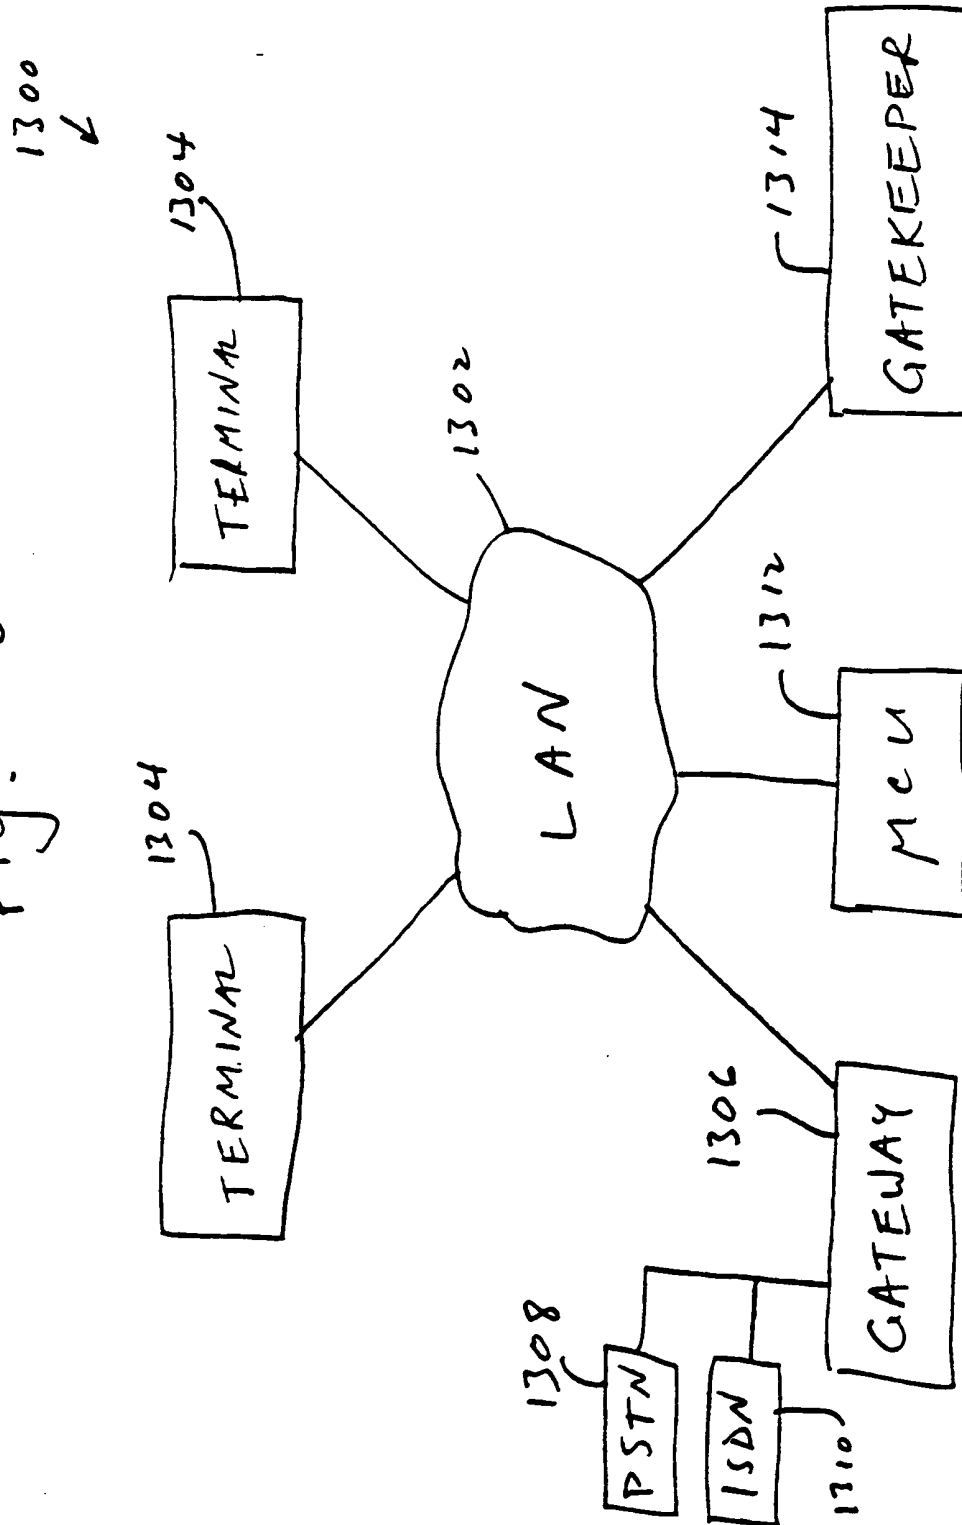 1300
TERMINAL
1304
TERMINAL
1304
LAN
1302
PSTN
1308
ISDN
1310
GATEWAY
1306
MCU
1312
GATEKEEPER
1314